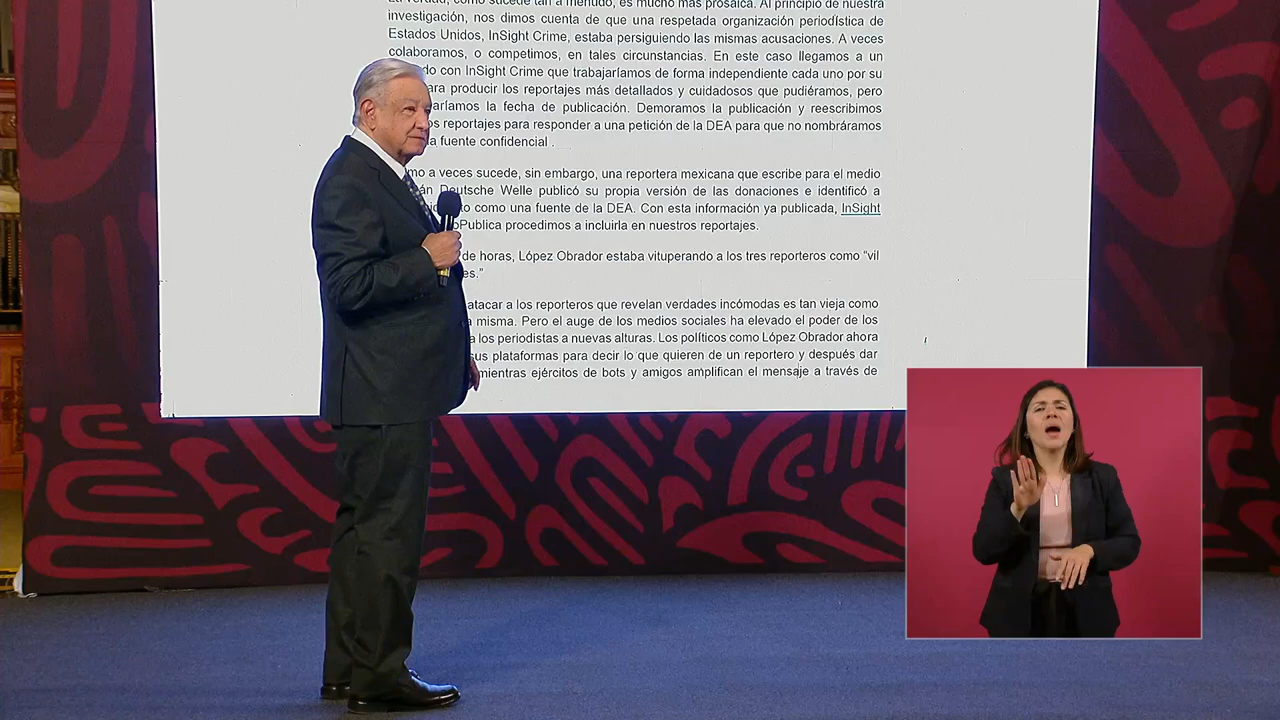 La verdad, como sucede tan a menudo, es mucho más prosaica. Al principio de nuestra
investigación, nos dimos cuenta de que una respetada organización periodística de
Estados Unidos, InSight Crime, estaba persiguiendo las mismas acusaciones. A veces
colaboramos, o competimos, en tales circunstancias. En este caso llegamos a un
do con InSight Crime que trabajaríamos de forma independiente cada uno por su
ara producir los reportajes más detallados y cuidadosos que pudiéramos, pero
aríamos la fecha de publicación. Demoramos la publicación y reescribimos
os reportajes para responder a una petición de la DEA para que no nombráramos
a fuente confidencial .
mo a veces sucede, sin embargo, una reportera mexicana que escribe para el medio
án Deutsche Welle publicó su propia versión de las donaciones e identificó a
to como una fuente de la DEA. Con esta información ya publicada, InSight
oPublica procedimos a incluirla en nuestros reportajes.
de horas, López Obrador estaba vituperando a los tres reporteros como “vil
es.”
atacar a los reporteros que revelan verdades incómodas es tan vieja como
a misma. Pero el auge de los medios sociales ha elevado el poder de los
a los periodistas a nuevas alturas. Los políticos como López Obrador ahora
sus plataformas para decir lo que quieren de un reportero y después dar
mientras ejércitos de bots y amigos amplifican el mensaje a través de